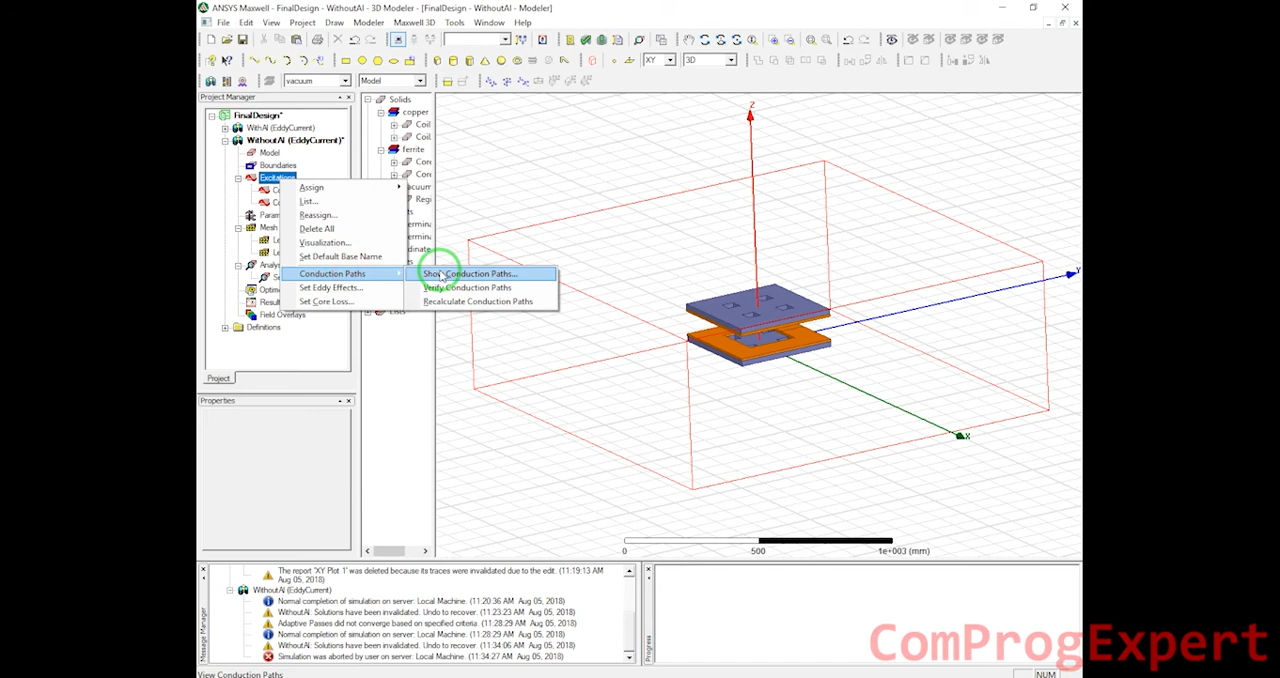 ANSYS Maxwell - FinalDesign - WithoutAl - 3D Modeler - [FinalDesign - WithoutAl - Modeler]
File Edit View Project Draw Modeler Maxwell 3D Tools Window Help
XY 3D
vacuum Model
Project Manager
FinalDesign*
WithAl (EddyCurrent)
WithoutAl (EddyCurrent)*
Model
Boundaries
Excitations
Mesh
Definitions
Project
Properties
Assign
List...
Reassign...
Delete All
Visualization...
Set Default Base Name
Conduction Paths
Set Eddy Effects...
Set Core Loss...
Show Conduction Paths...
Verify Conduction Paths
Recalculate Conduction Paths
Field Overlays
Solids
copper
Coil
Coil
ferrite
Lists
Z
Y
X
0 500 1e+003 (mm)
Message Manager
The report "XY Plot 1" was deleted because its traces were invalidated due to the edit. (11:19:13 AM
Aug 05, 2018)
WithoutAl (EddyCurrent)
Normal completion of simulation on server: Local Machine. (11:20:36 AM Aug 05, 2018)
WithoutAl: Solutions have been invalidated. Undo to recover. (11:23:23 AM Aug 05, 2018)
Adaptive Passes did not converge based on specified criteria. (11:28:29 AM Aug 05, 2018)
Normal completion of simulation on server: Local Machine. (11:28:29 AM Aug 05, 2018)
WithoutAl: Solutions have been invalidated. Undo to recover. (11:34:06 AM Aug 05, 2018)
Simulation was aborted by user on server: Local Machine. (11:34:27 AM Aug 05, 2018)
Progress
ComProgExpert
View Conduction Paths
NUM